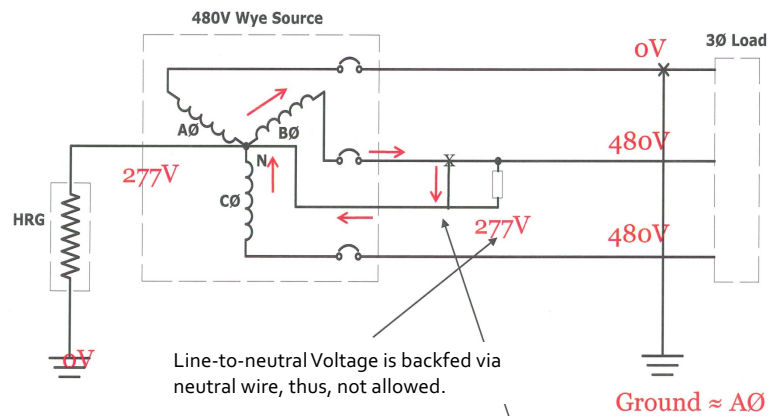 480V Wye Source
0V
3Ø Load
AØ
BØ
480V
N
277V
CØ
HRG
277V
480V
0V
Line-to-neutral Voltage is backfed via
neutral wire, thus, not allowed.
Ground ≈ AØ